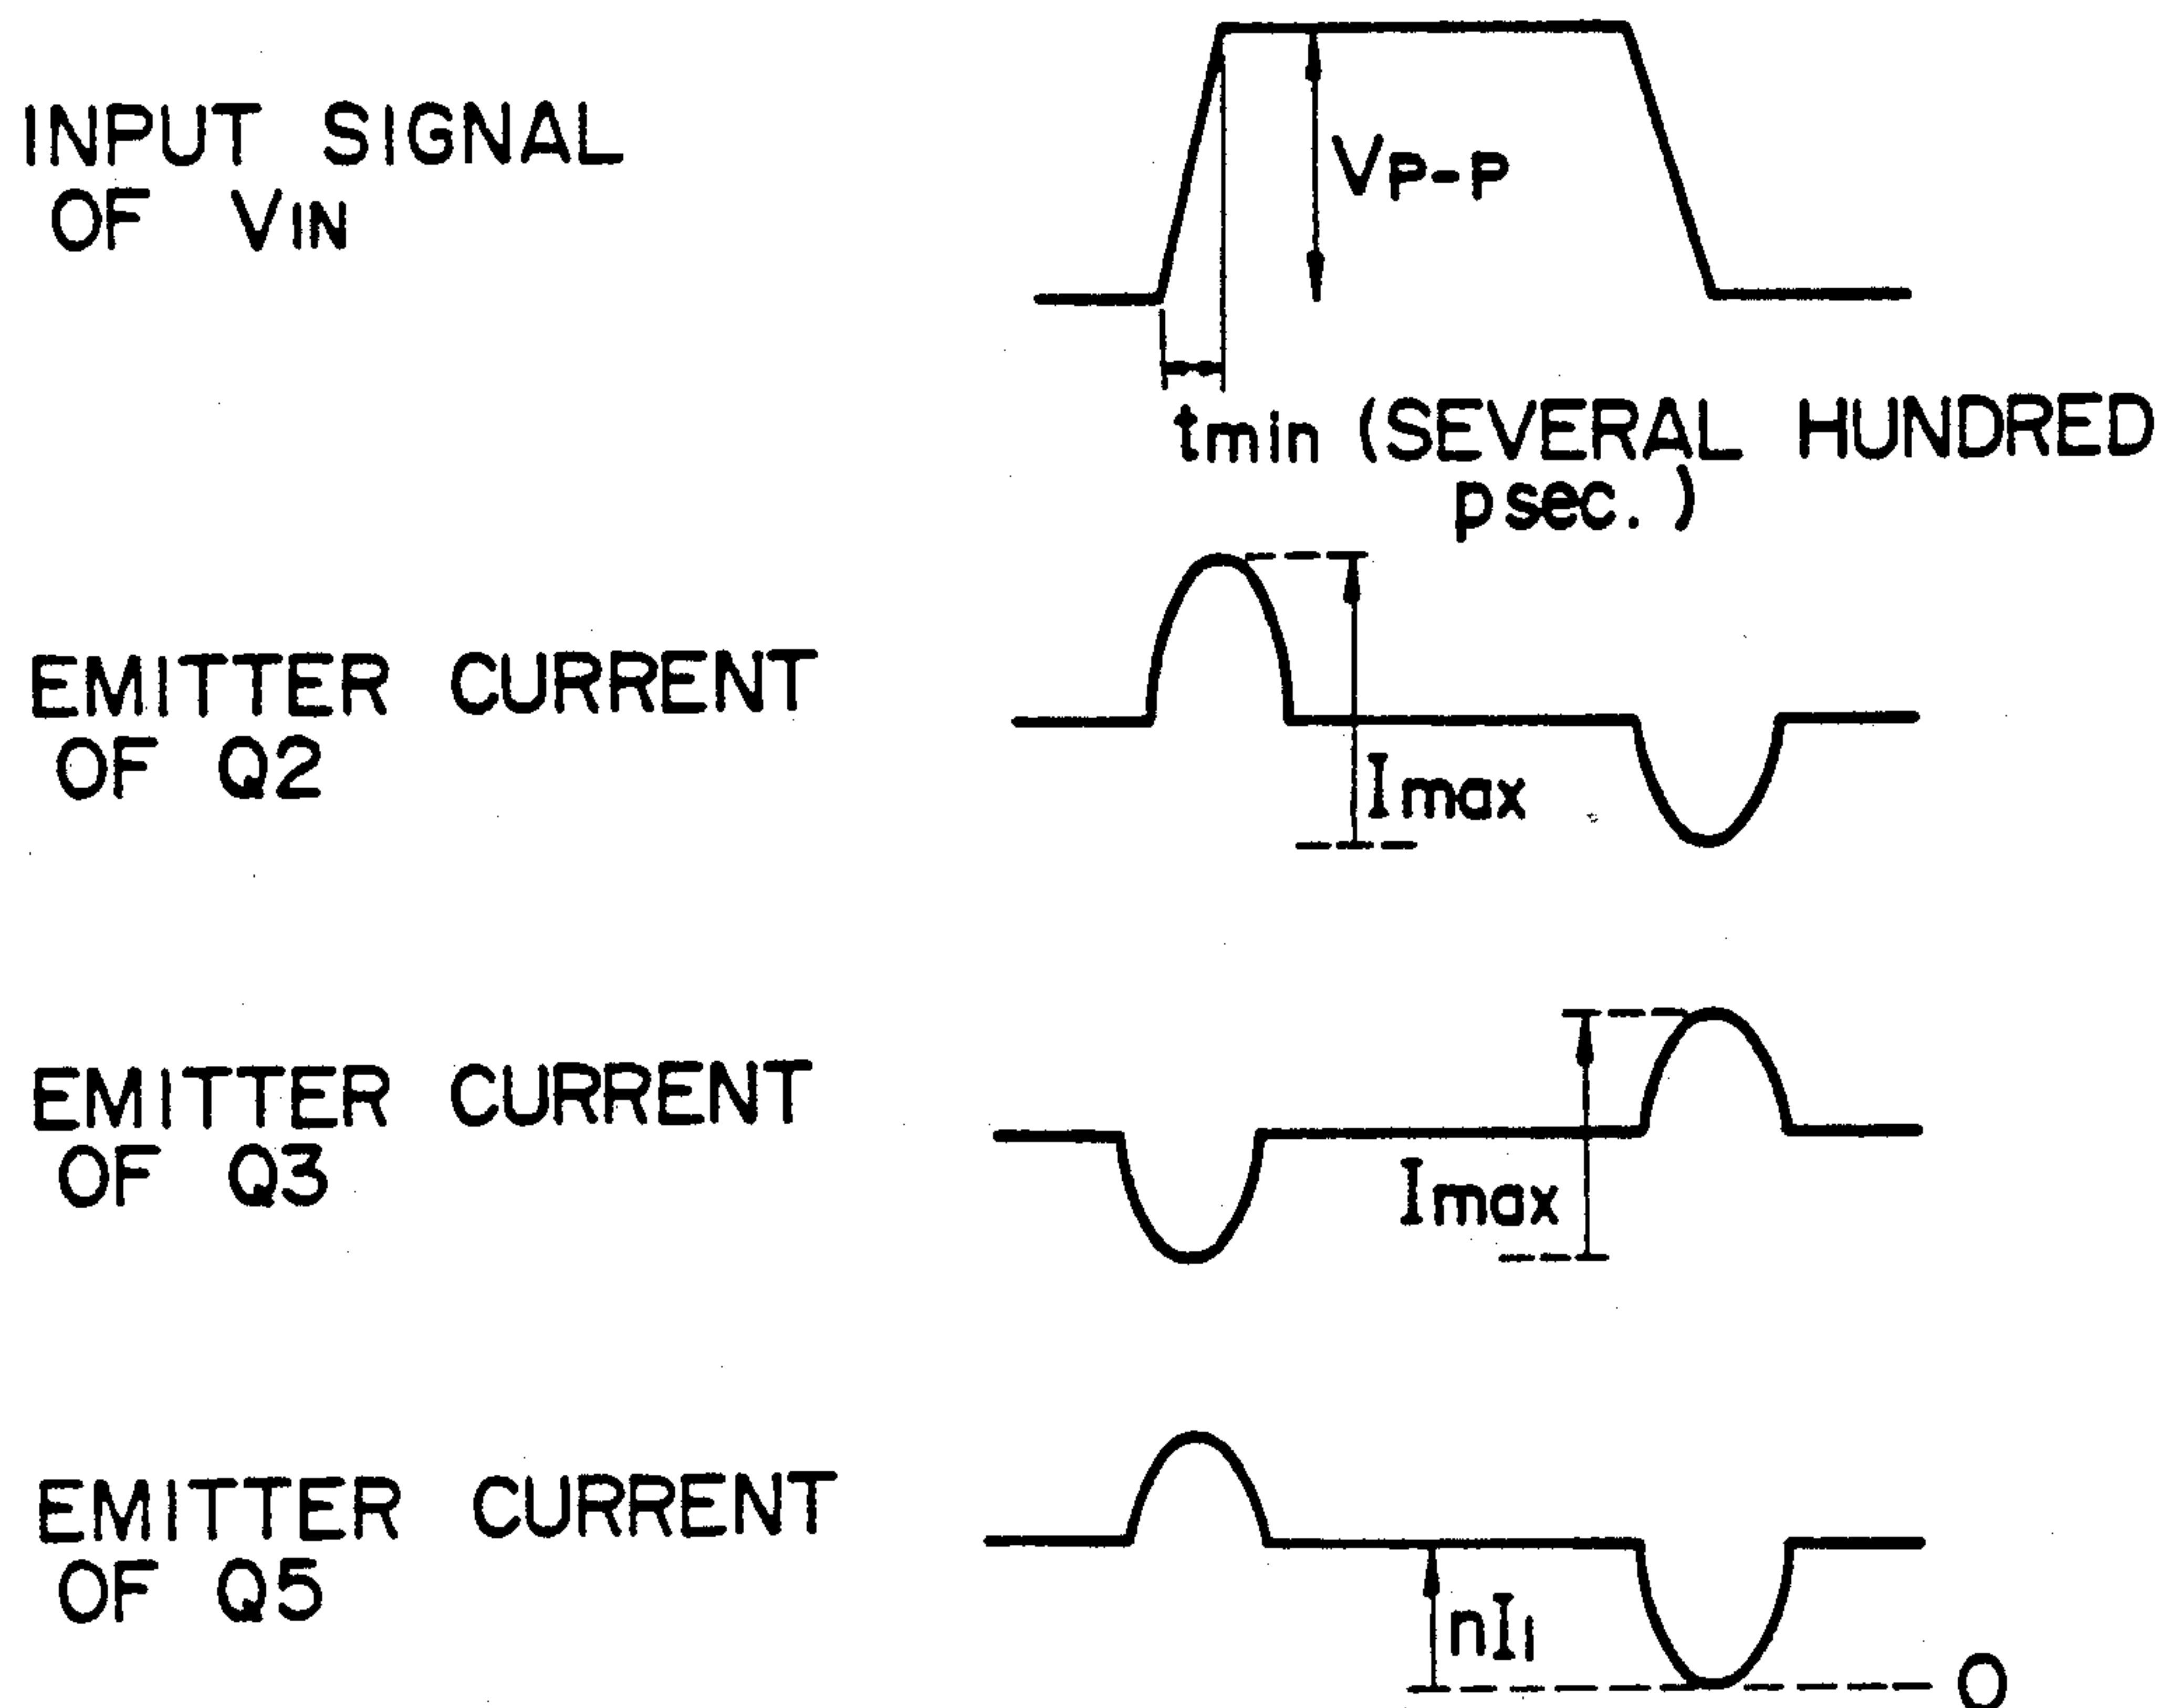 INPUT SIGNAL
OF VIN
VP-P
tmin (SEVERAL HUNDRED
psec. )
EMITTER CURRENT
OF Q2
Imax
EMITTER CURRENT
OF Q3
Imax
EMITTER CURRENT
OF Q5
nI1
O